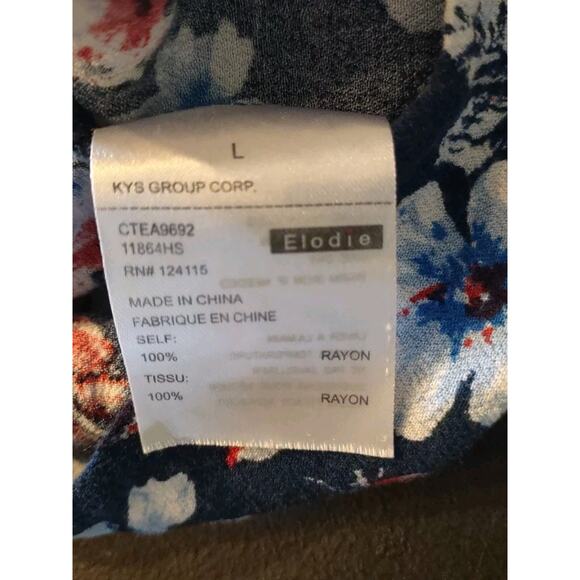 L
KYS GROUP CORP.
CTEA9692
11864HS
Elodie
RN# 124115
MADE IN CHINA
FABRIQUE EN CHINE
SELF:
100% RAYON
TISSU:
100% RAYON